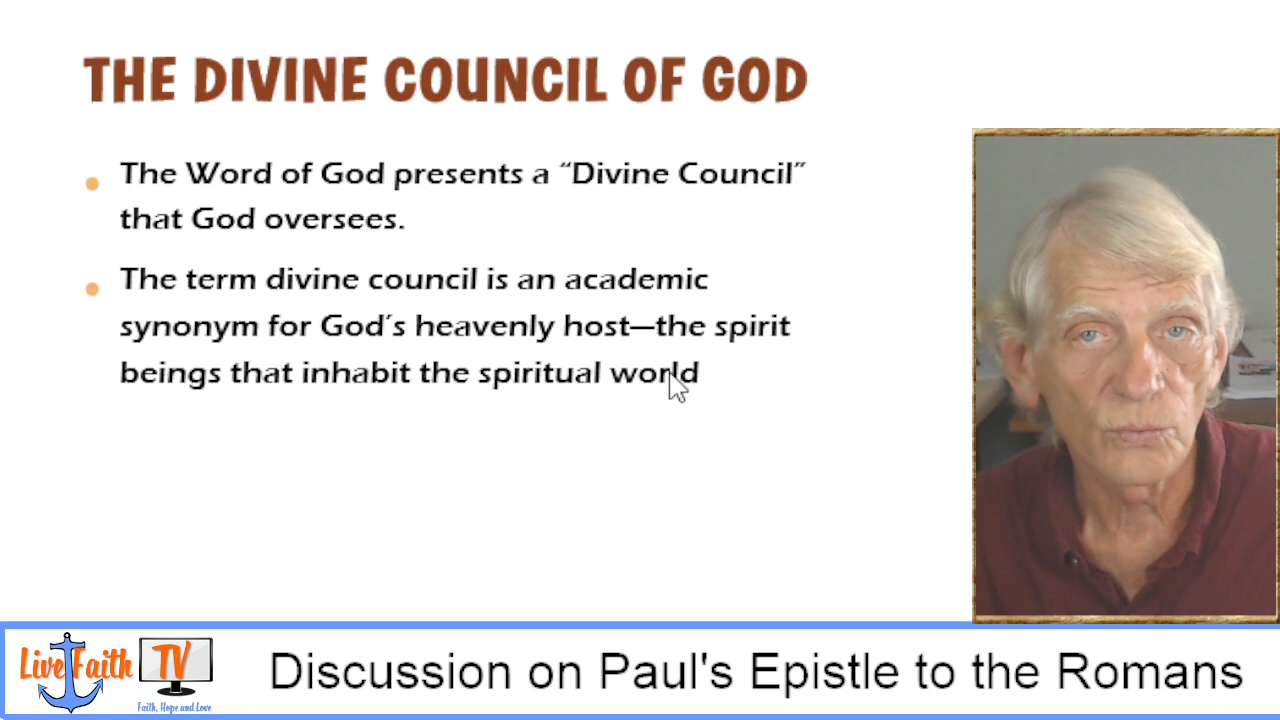 THE DIVINE COUNCIL OF GOD
The Word of God presents a “Divine Council”
that God oversees.
The term divine council is an academic
synonym for God's heavenly host—the spirit
beings that inhabit the spiritual world
Live Faith TV
Faith, Hope and Love
Discussion on Paul's Epistle to the Romans